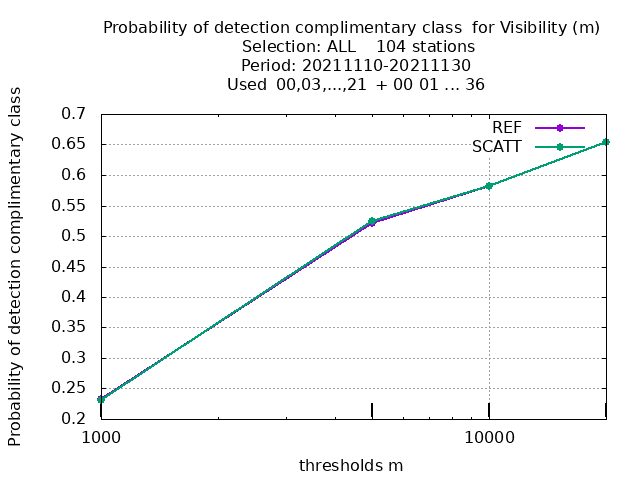 Probability of detection complimentary class  for Visibility (m)
Selection: ALL    104 stations
Period: 20211110-20211130
Used  00,03,...,21  + 00 01 ... 36
Probability of detection complimentary class
0.7
0.65
0.6
0.55
0.5
0.45
0.4
0.35
0.3
0.25
0.2
REF
SCATT
1000
10000
thresholds m